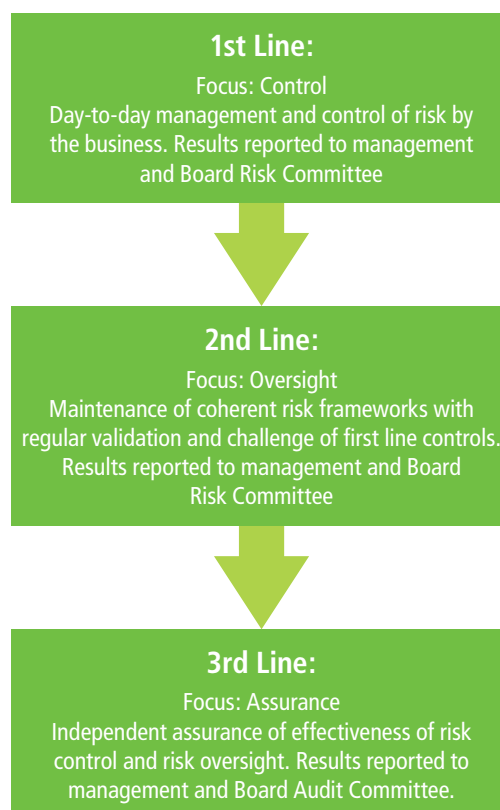 1st Line:
Focus: Control
Day-to-day management and control of risk by
the business. Results reported to management
and Board Risk Committee
2nd Line:
Focus: Oversight
Maintenance of coherent risk frameworks with
regular validation and challenge of first line controls.
Results reported to management and Board
Risk Committee
3rd Line:
Focus: Assurance
Independent assurance of effectiveness of risk
control and risk oversight. Results reported to
management and Board Audit Committee.